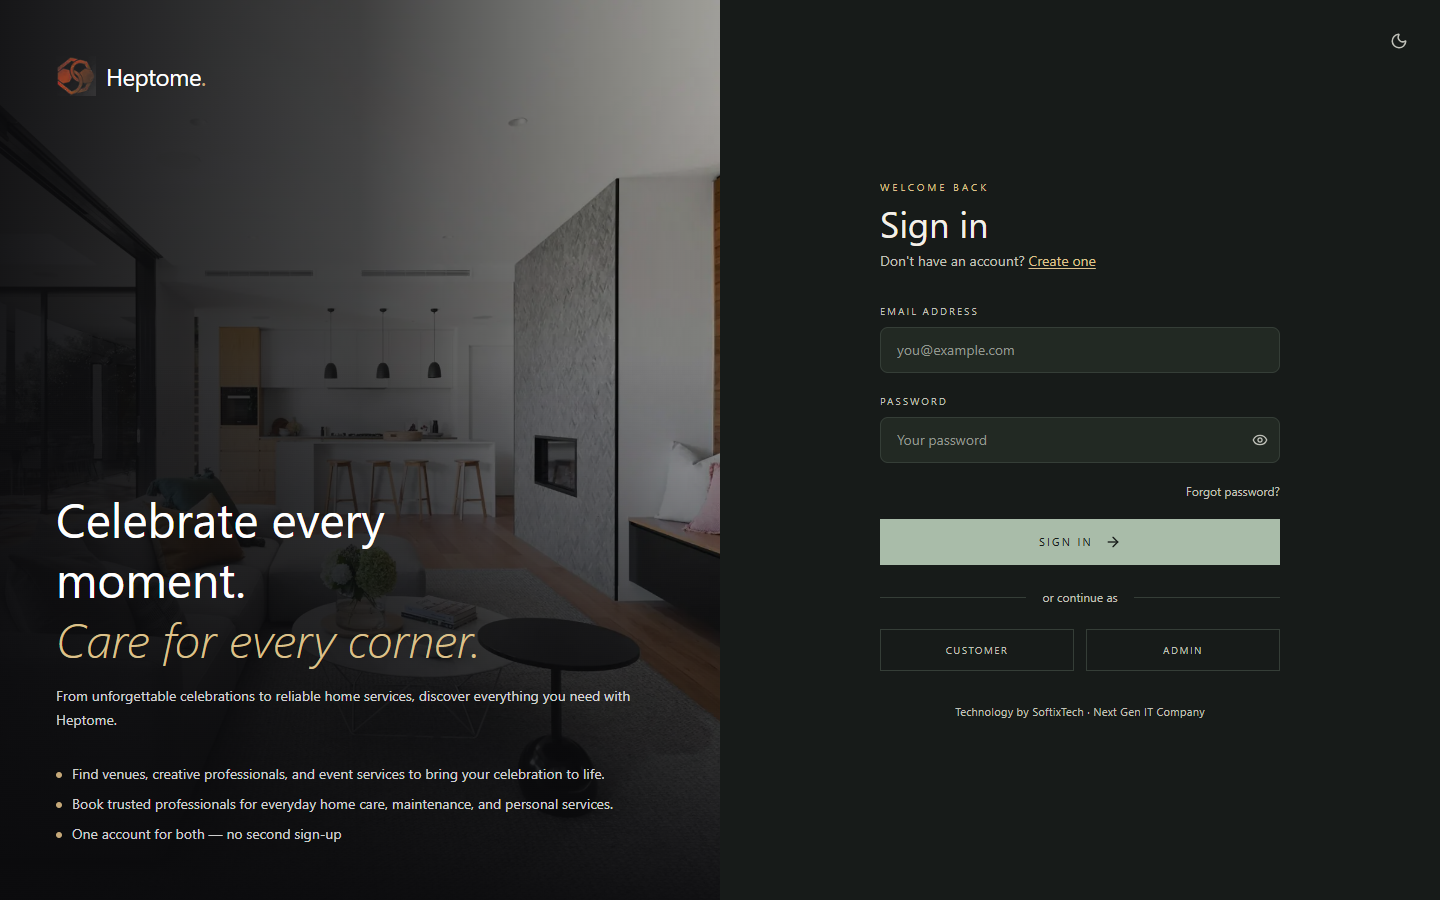 Heptome.
Celebrate every
moment.
Care for every corner.
From unforgettable celebrations to reliable home services, discover everything you need with
Heptome.
Find venues, creative professionals, and event services to bring your celebration to life.
Book trusted professionals for everyday home care, maintenance, and personal services.
One account for both — no second sign-up
WELCOME BACK
Sign in
Don't have an account? Create one
EMAIL ADDRESS
you@example.com
PASSWORD
Your password
Forgot password?
SIGN IN
or continue as
CUSTOMER
ADMIN
Technology by SoftixTech · Next Gen IT Company